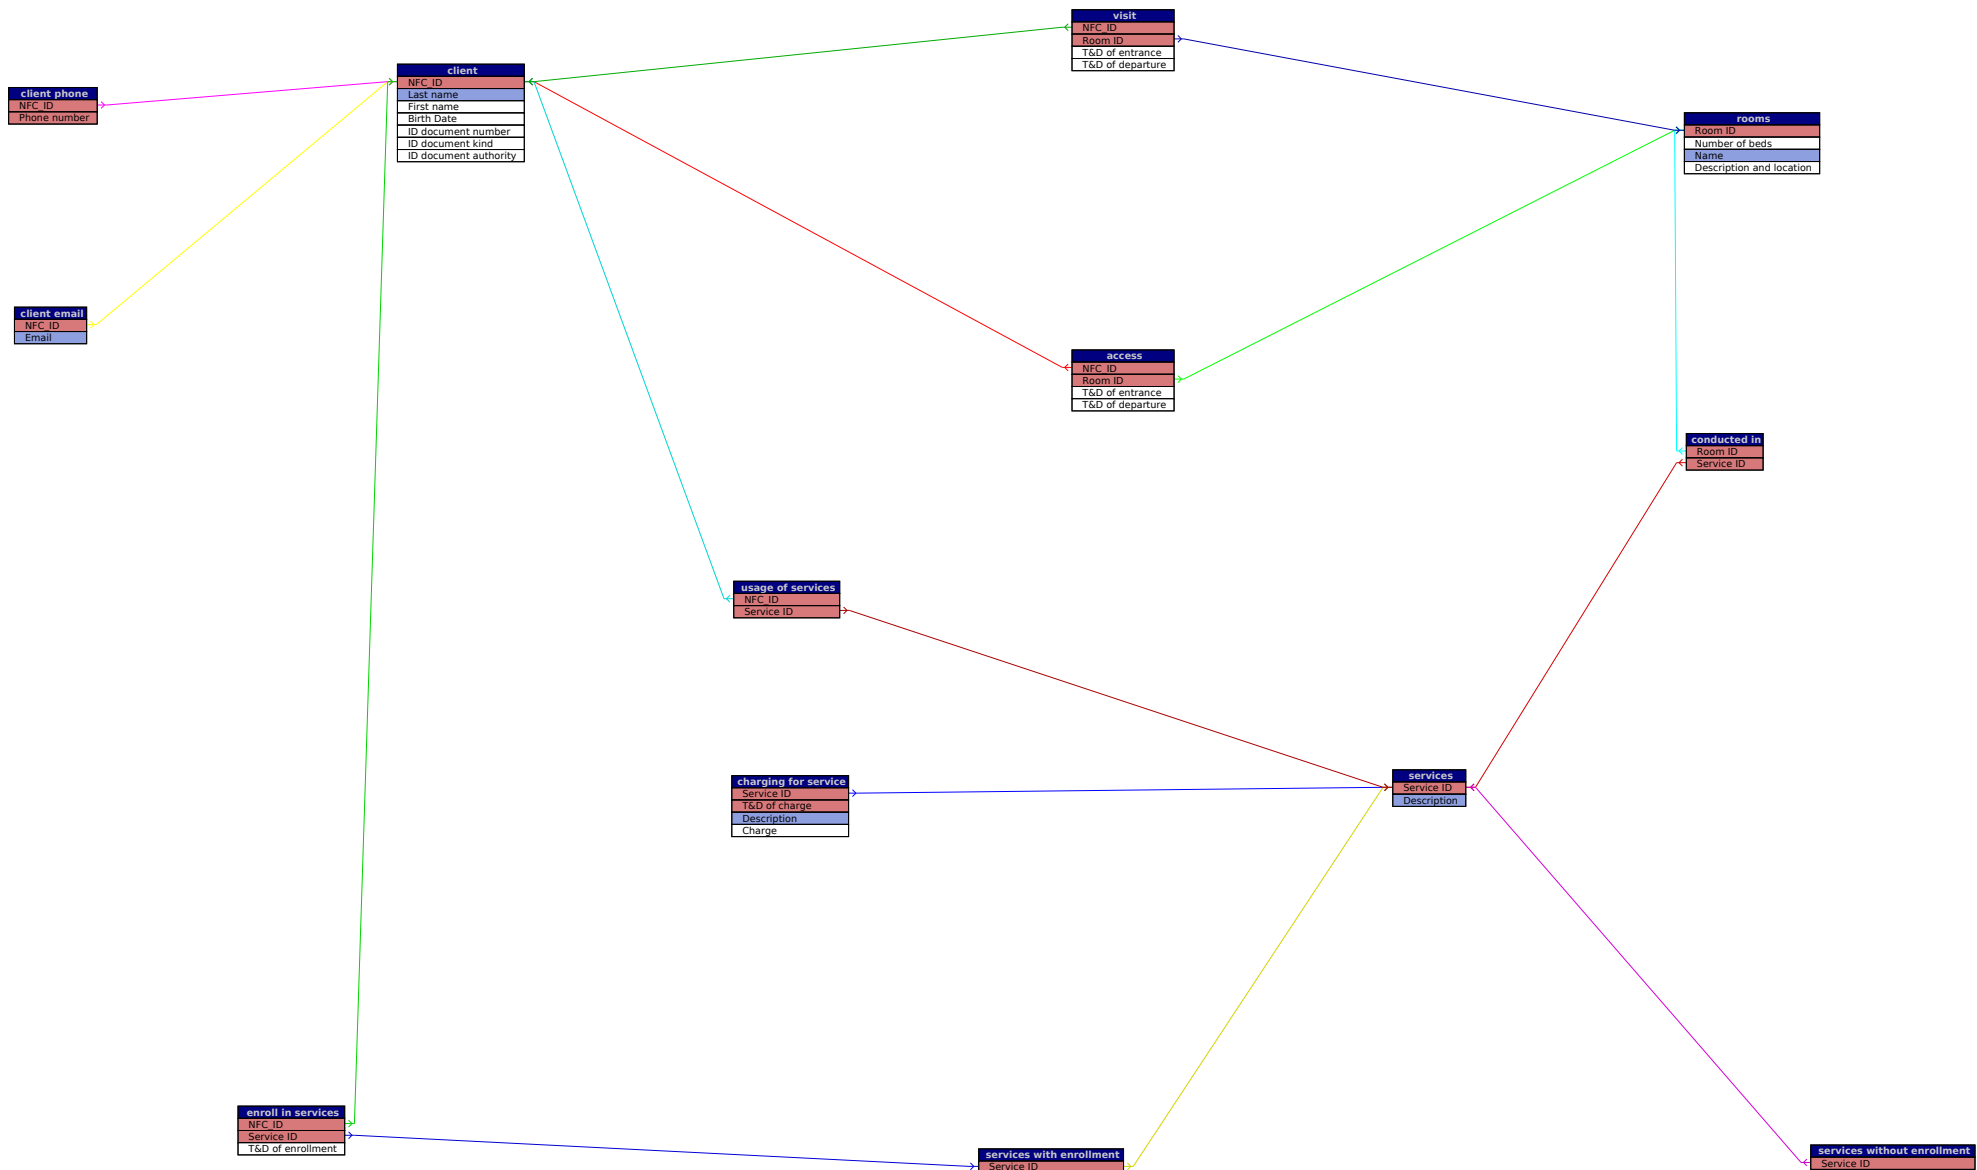 visit
NFC_ID
Room ID
T&D of entrance
T&D of departure
client
NFC_ID
Last name
First name
Birth Date
ID document number
ID document kind
ID document authority
client phone
NFC_ID
Phone number
rooms
Room ID
Number of beds
Name
Description and location
client email
NFC_ID
Email
access
NFC_ID
Room ID
T&D of entrance
T&D of departure
conducted in
Room ID
Service ID
usage of services
NFC_ID
Service ID
charging for service
Service ID
T&D of charge
Description
Charge
services
Service ID
Description
enroll in services
NFC_ID
Service ID
T&D of enrollment
services with enrollment
Service ID
services without enrollment
Service ID